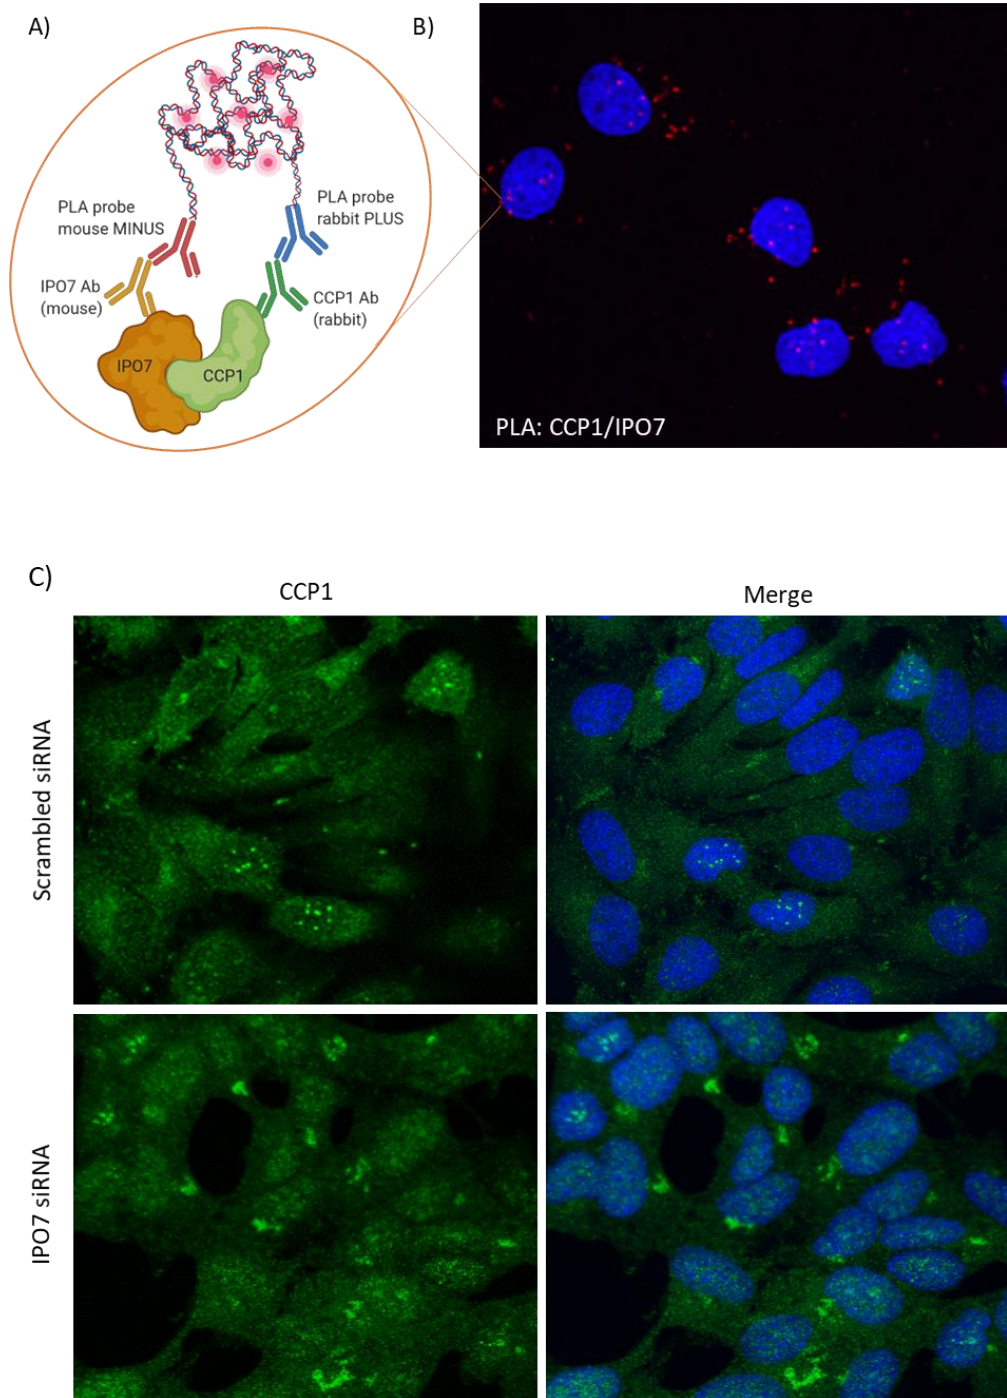 A)
B)
PLA probe
mouse MINUS
PLA probe
rabbit PLUS
IPO7 Ab
(mouse)
CCP1 Ab
(rabbit)
IPO7
CCP1
PLA: CCP1/IPO7
C)
CCP1
Merge
Scrambled siRNA
IPO7 siRNA